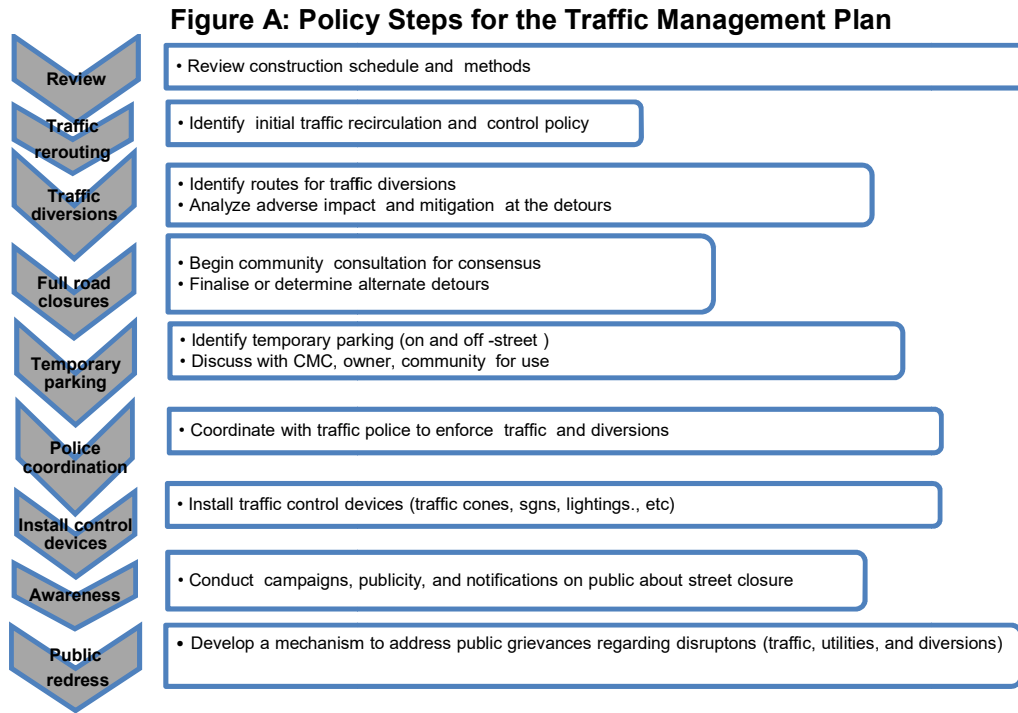 Figure A: Policy Steps for the Traffic Management Plan
Review
• Review construction schedule and methods
Traffic
rerouting
• Identify initial traffic recirculation and control policy
Traffic
diversions
• Identify routes for traffic diversions
• Analyze adverse impact and mitigation at the detours
Full road
closures
• Begin community consultation for consensus
• Finalise or determine alternate detours
Temporary
parking
• Identify temporary parking (on and off -street )
• Discuss with CMC, owner, community for use
Police
coordination
• Coordinate with traffic police to enforce traffic and diversions
Install control
devices
• Install traffic control devices (traffic cones, sgns, lightings., etc)
Awareness
• Conduct campaigns, publicity, and notifications on public about street closure
Public
redress
• Develop a mechanism to address public grievances regarding disruptons (traffic, utilities, and diversions)